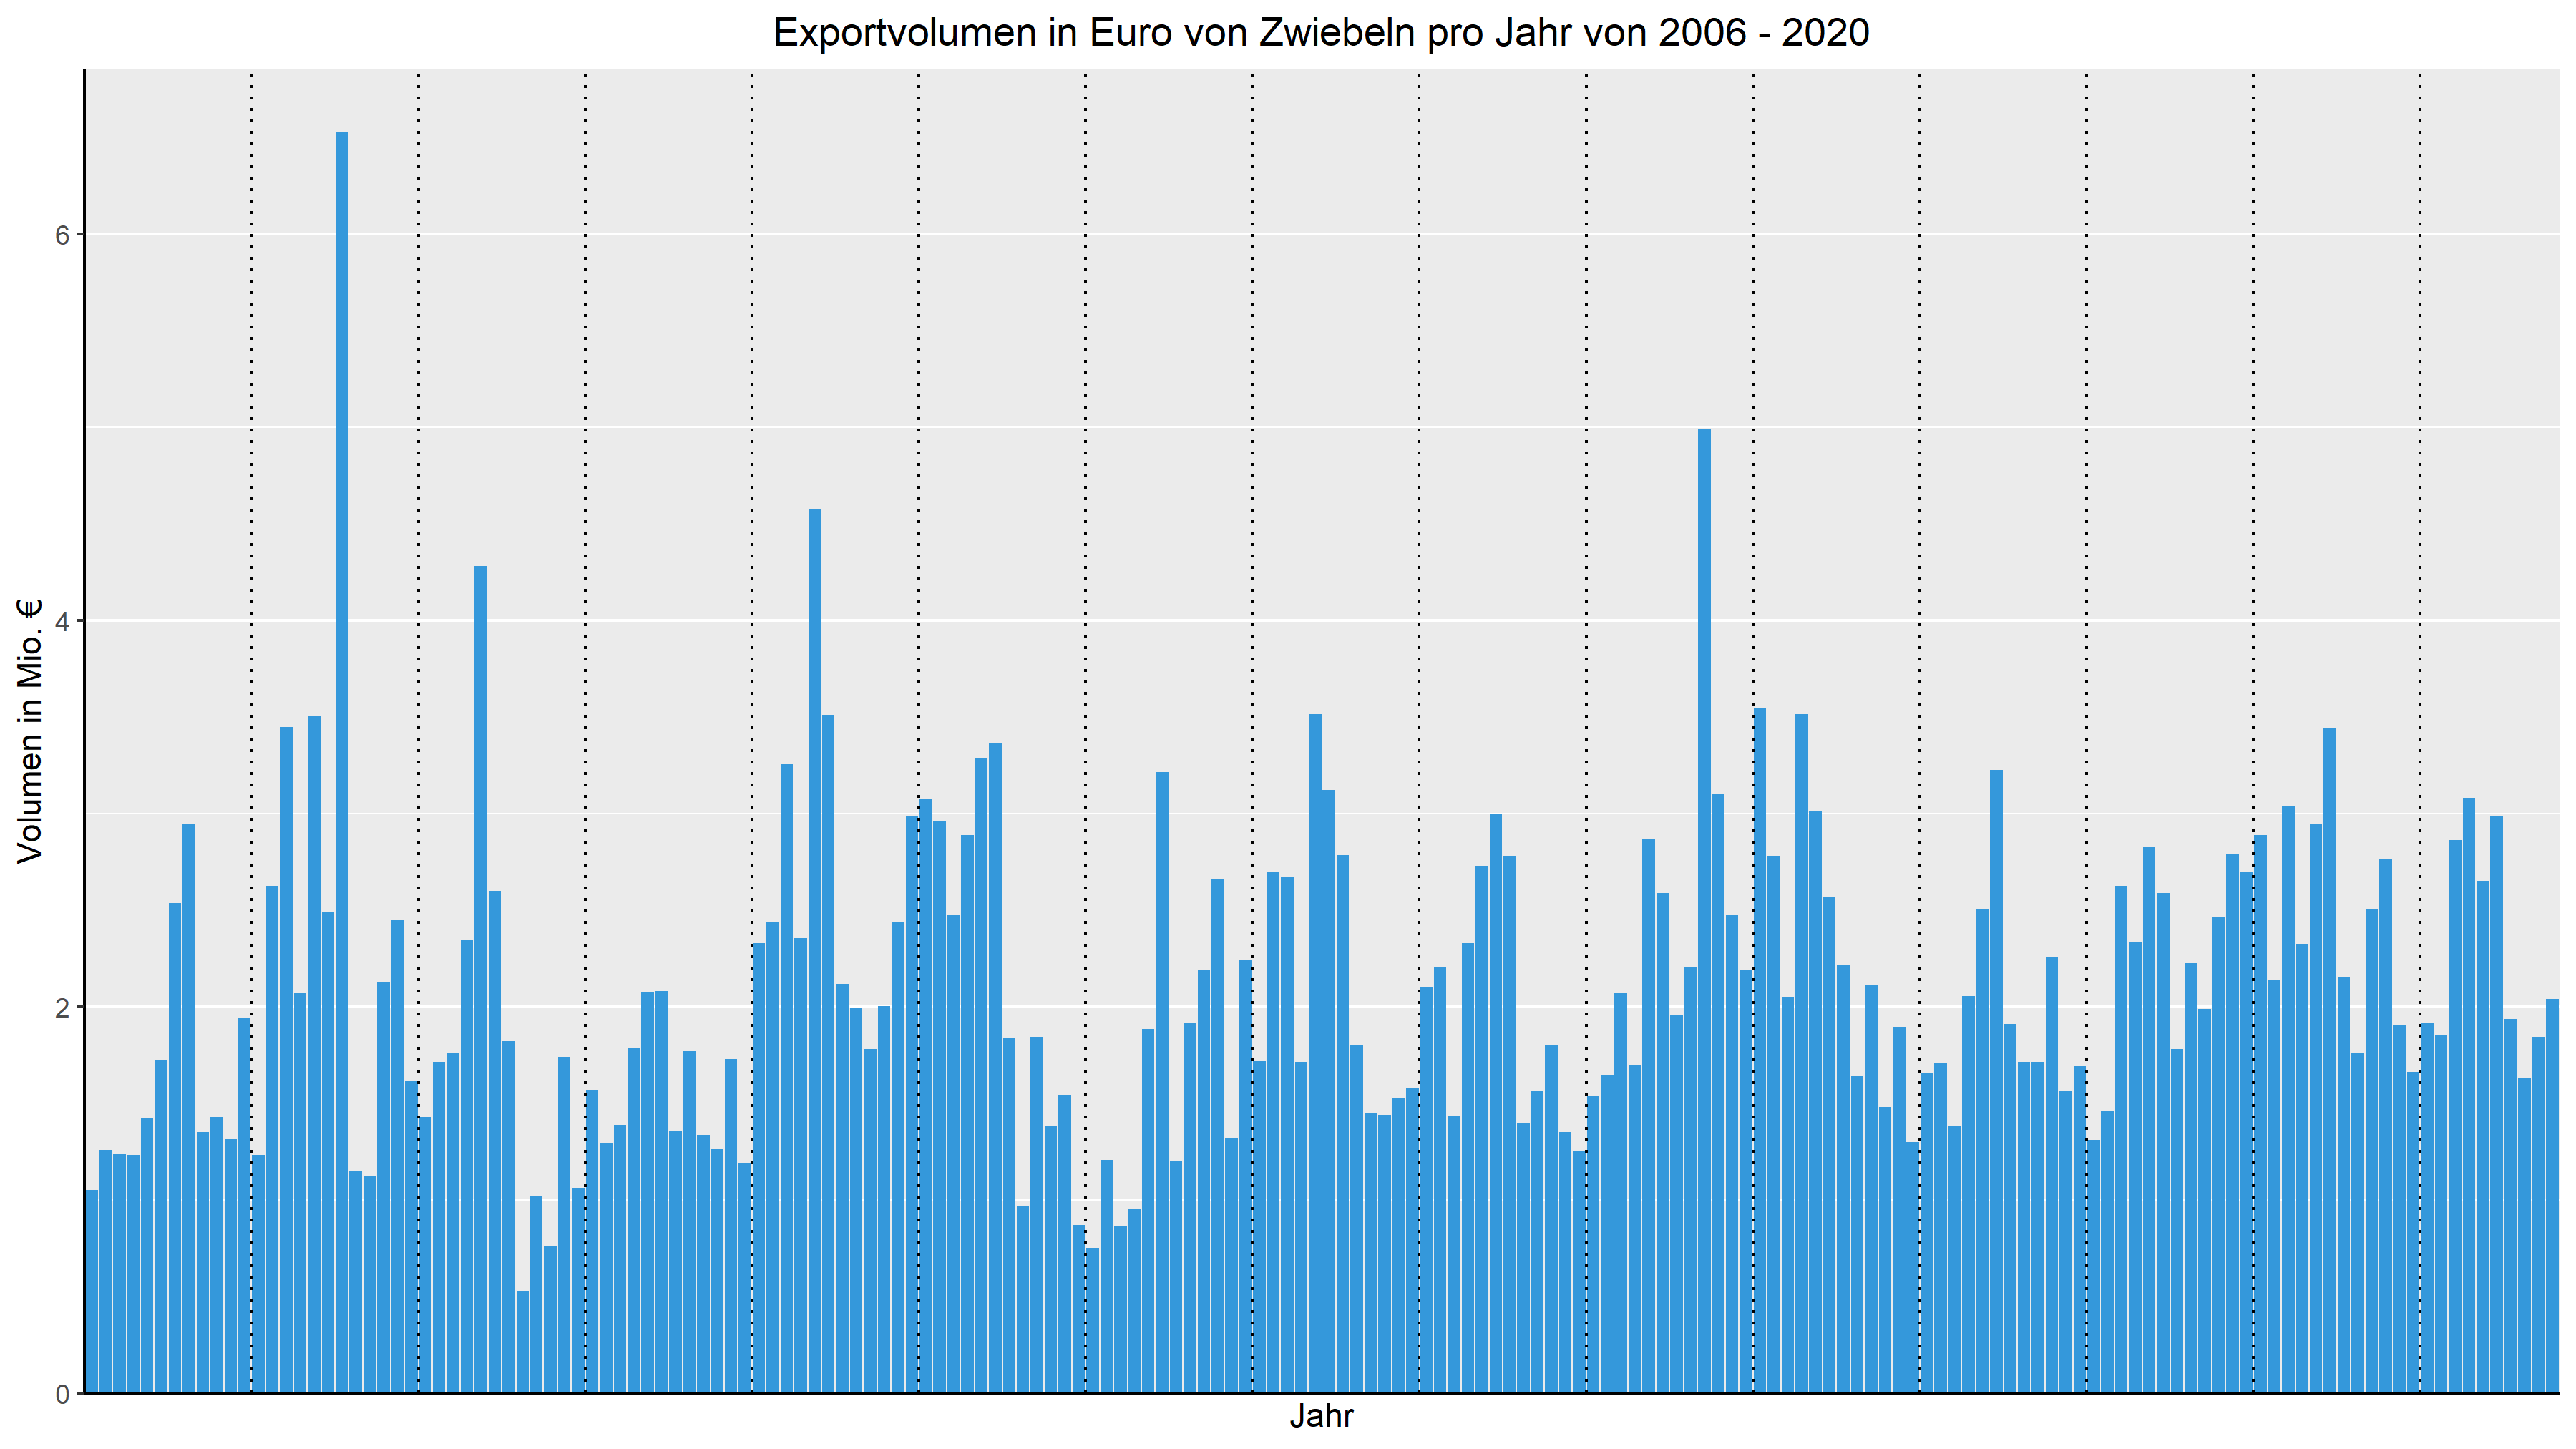 Exportvolumen in Euro von Zwiebeln pro Jahr von 2006 - 2020
Volumen in Mio. €
6
4
2
0
Jahr